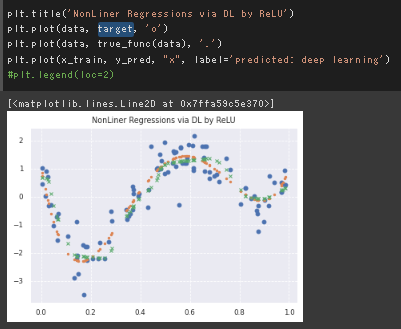 plt.title('NonLiner Regressions via DL by ReLU')
plt.plot(data, target, 'o')
plt.plot(data, true_func(data), '.')
plt.plot(x_train, y_pred, "x", label='predicted: deep learning')
#plt.legend(loc=2)
[<matplotlib.lines.Line2D at 0x7ffa59c5e370>]
NonLiner Regressions via DL by ReLU
2
1
0
−1
−2
−3
0.0 0.2 0.4 0.6 0.8 1.0